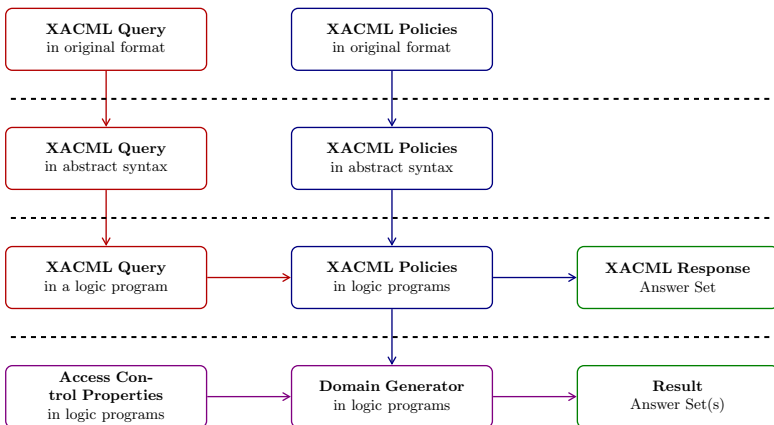 XACML Query
in original format
XACML Policies
in original format
XACML Query
in abstract syntax
XACML Policies
in abstract syntax
XACML Query
in a logic program
XACML Policies
in logic programs
XACML Response
Answer Set
Access Con-
trol Properties
in logic programs
Domain Generator
in logic programs
Result
Answer Set(s)